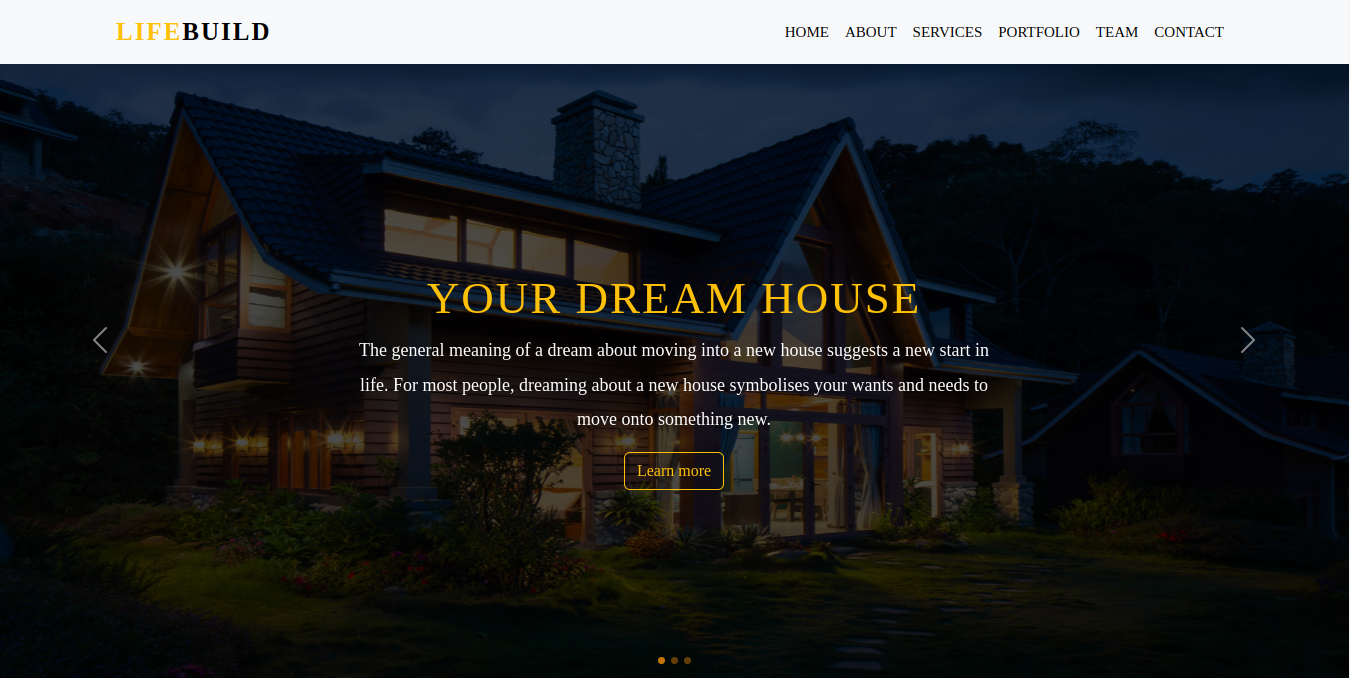 LIFEBUILD
HOME ABOUT SERVICES PORTFOLIO TEAM CONTACT
YOUR DREAM HOUSE
The general meaning of a dream about moving into a new house suggests a new start in
life. For most people, dreaming about a new house symbolises your wants and needs to
move onto something new.
Learn more